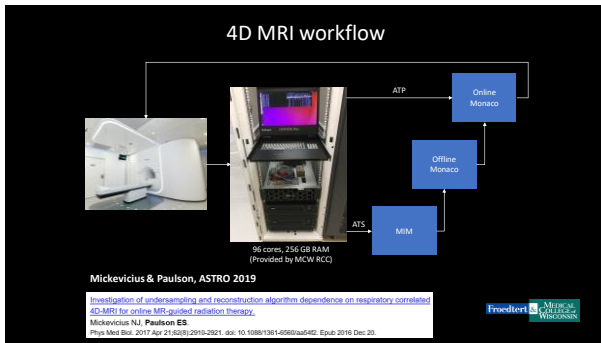 4D MRI workflow
ATP
Online
Monaco
Offline
Monaco
ATS
MIM
96 cores, 256 GB RAM
(Provided by MCW RCC)
Mickevicius & Paulson, ASTRO 2019
Investigation of undersampling and reconstruction algorithm dependence on respiratory correlated
4D-MRI for online MR-guided radiation therapy.
Mickevicius NJ, Paulson ES.
Phys Med Biol. 2017 Apr 21;62(8):2910-2921. doi: 10.1088/1361-6560/aa54f2. Epub 2016 Dec 20.
Froedtert & MEDICAL
COLLEGE of
WISCONSIN